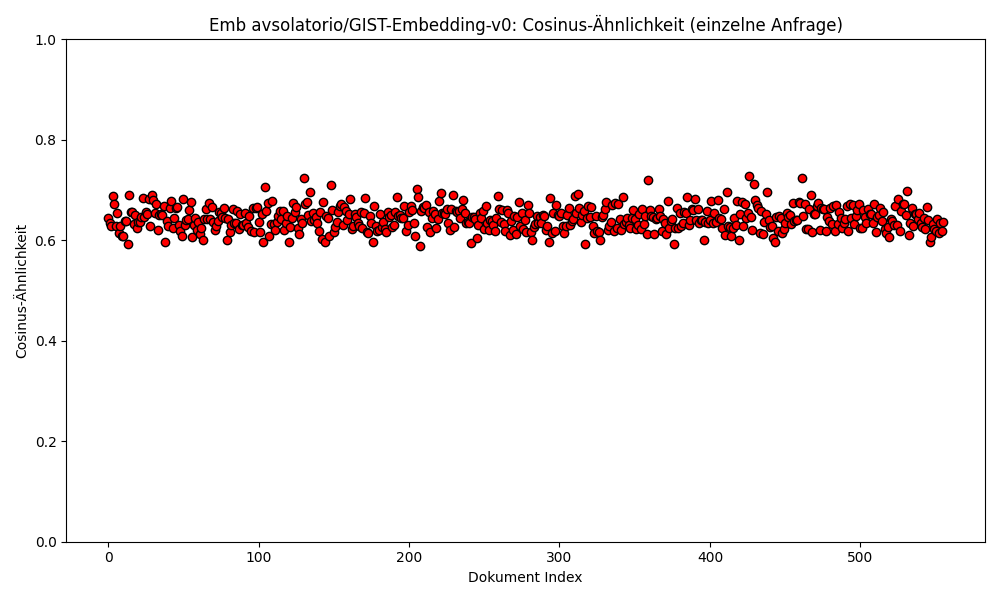 Emb avsolatorio/GIST-Embedding-v0: Cosinus-Ähnlichkeit (einzelne Anfrage)
1.0
0.8
0.6
0.4
0.2
0.0
Cosinus-Ähnlichkeit
0 100 200 300 400 500
Dokument Index